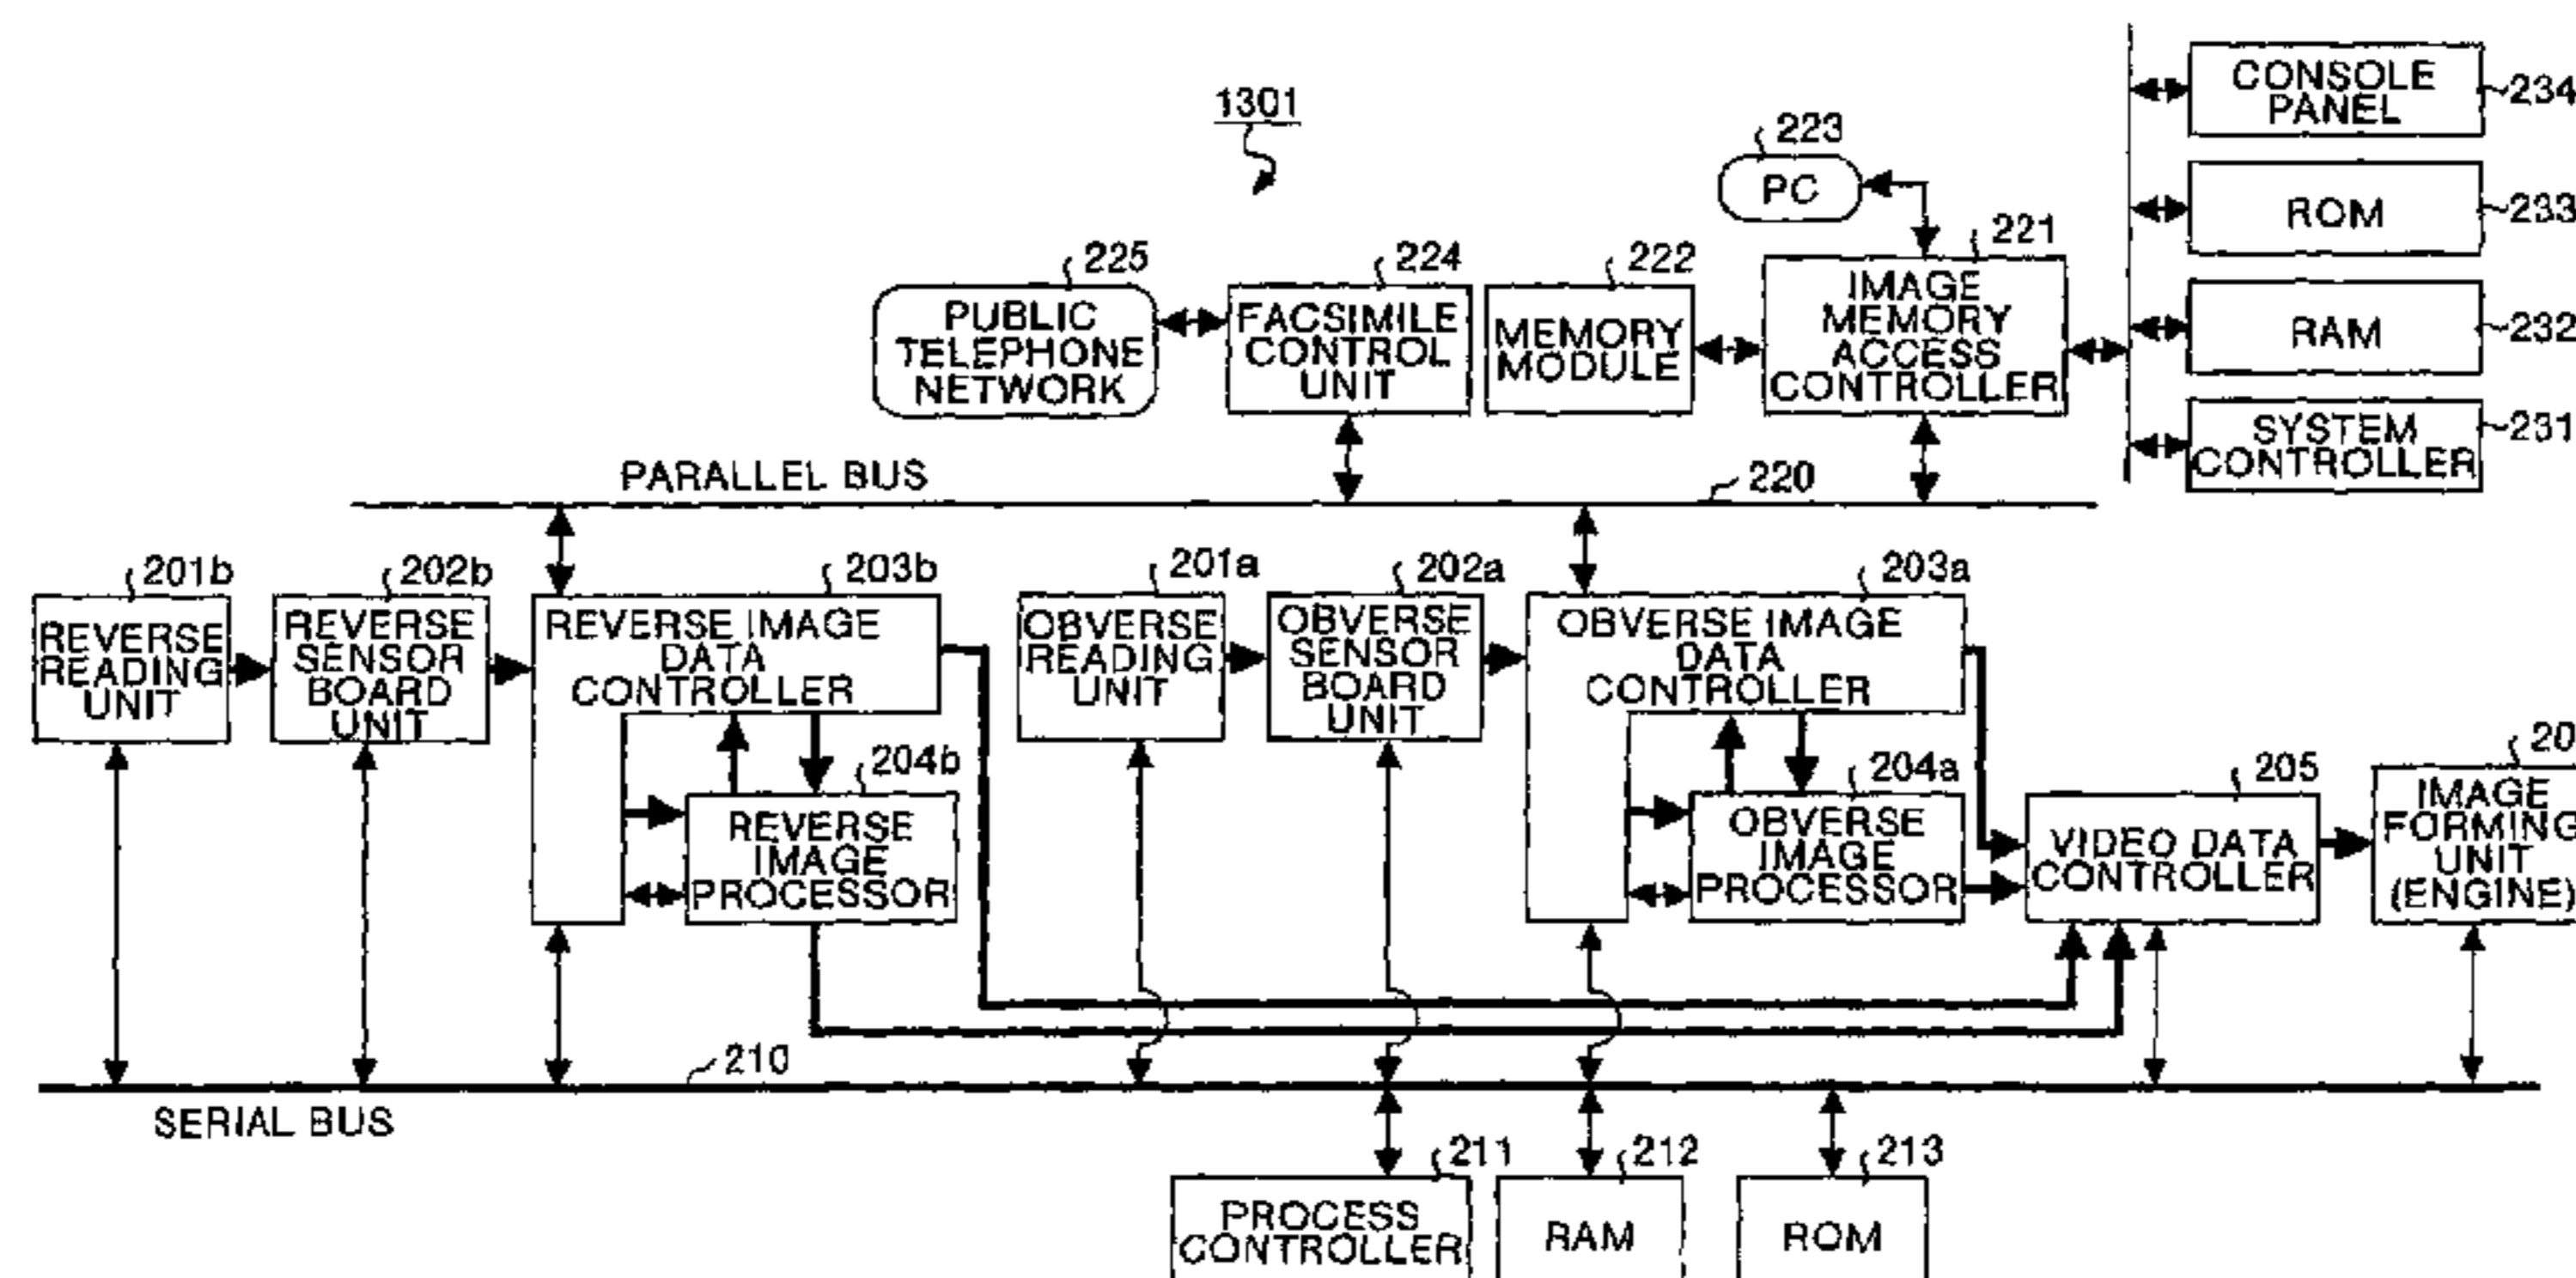 1301
CONSOLE
PANEL
234
223
PC
ROM
233
225
224
222
221
PUBLIC
TELEPHONE
NETWORK
FACSIMILE
CONTROL
UNIT
MEMORY
MODULE
IMAGE
MEMORY
ACCESS
CONTROLLER
RAM
232
SYSTEM
CONTROLLER
231
PARALLEL BUS
220
201b
202b
203b
201a
202a
203a
REVERSE
READING
UNIT
REVERSE
SENSOR
BOARD
UNIT
REVERSE IMAGE
DATA
CONTROLLER
OBVERSE
READING
UNIT
OBVERSE
SENSOR
BOARD
UNIT
OBVERSE IMAGE
DATA
CONTROLLER
204b
REVERSE
IMAGE
PROCESSOR
204a
OBVERSE
IMAGE
PROCESSOR
205
VIDEO DATA
CONTROLLER
IMAGE
FORMING
UNIT
(ENGINE)
210
SERIAL BUS
211
212
213
PROCESS
CONTROLLER
RAM
ROM